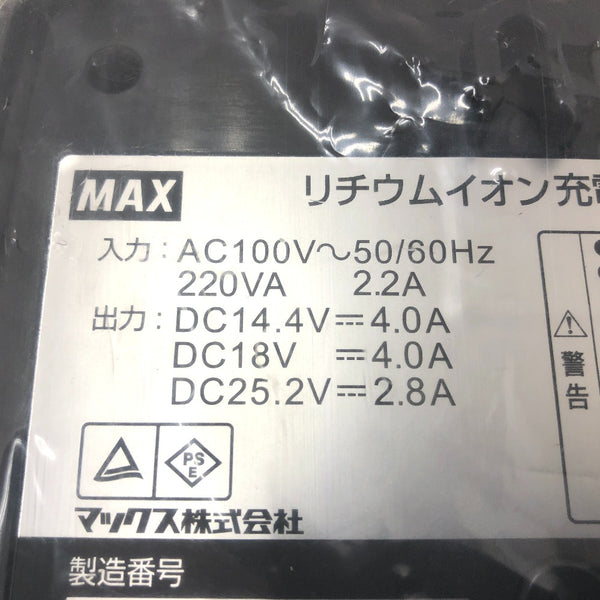 MAX
リチウムイオン充電
入力：AC100V～50/60Hz
220VA 2.2A
出力：DC14.4V⎓4.0A
DC18V ⎓4.0A
DC25.2V⎓2.8A
警告
PSE
マックス株式会社
製造番号